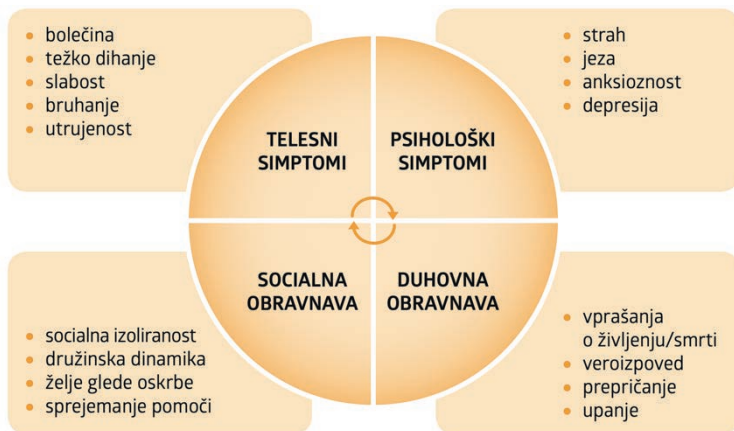 • bolečina
• težko dihanje
• slabost
• bruhanje
• utrujenost
• strah
• jeza
• anksioznost
• depresija
TELESNI
SIMPTOMI
PSIHOLOŠKI
SIMPTOMI
SOCIALNA
OBRAVNAVA
DUHOVNA
OBRAVNAVA
• socialna izoliranost
• družinska dinamika
• želje glede oskrbe
• sprejemanje pomoči
• vprašanja
o življenju/smrti
• veroizpoved
• prepričanje
• upanje